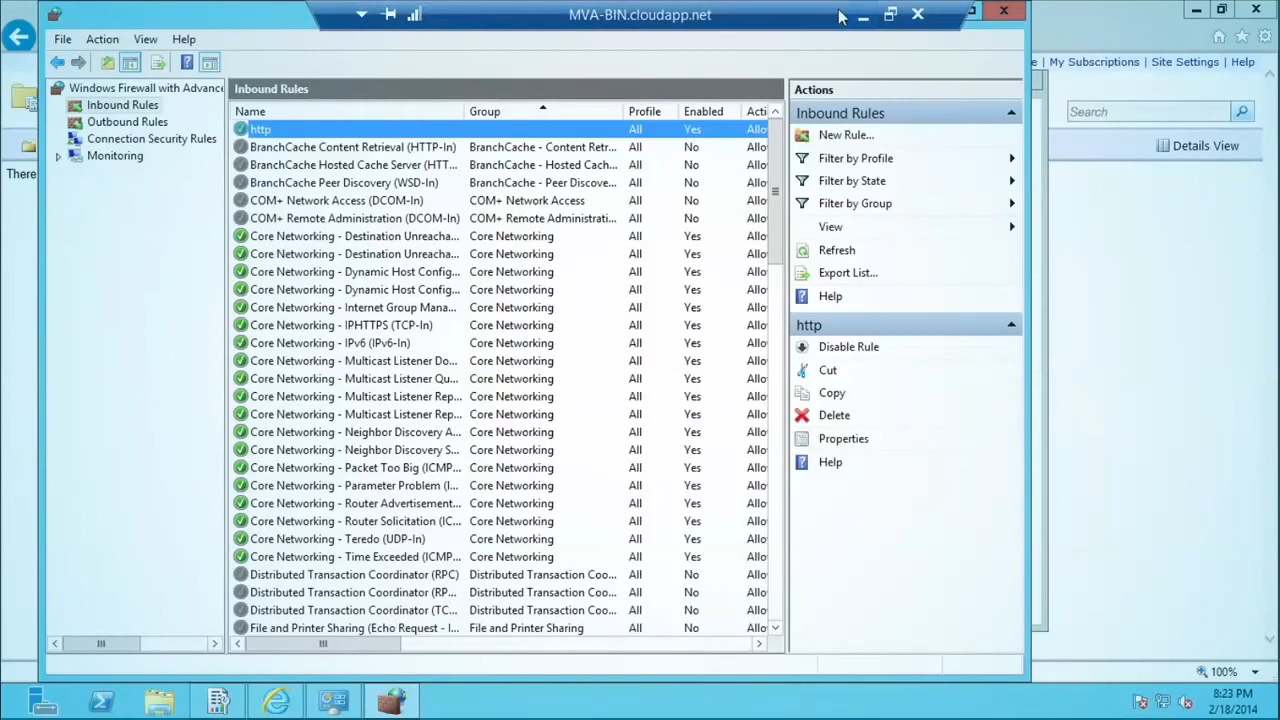 MVA-BIN.cloudapp.net
File Action View Help
My Subscriptions | Site Settings | Help
Search
Details View
There
Windows Firewall with Advance
Inbound Rules
Outbound Rules
Connection Security Rules
Monitoring
Inbound Rules
Name Group Profile Enabled Acti
http All Yes Allo
BranchCache Content Retrieval (HTTP-In) BranchCache - Content Retr... All No Allo
BranchCache Hosted Cache Server (HTT... BranchCache - Hosted Cach... All No Allo
BranchCache Peer Discovery (WSD-In) BranchCache - Peer Discove... All No Allo
COM+ Network Access (DCOM-In) COM+ Network Access All No Allo
COM+ Remote Administration (DCOM-In) COM+ Remote Administrati... All No Allo
Core Networking - Destination Unreacha... Core Networking All Yes Allo
Core Networking - Destination Unreacha... Core Networking All Yes Allo
Core Networking - Dynamic Host Config... Core Networking All Yes Allo
Core Networking - Dynamic Host Config... Core Networking All Yes Allo
Core Networking - Internet Group Mana... Core Networking All Yes Allo
Core Networking - IPHTTPS (TCP-In) Core Networking All Yes Allo
Core Networking - IPv6 (IPv6-In) Core Networking All Yes Allo
Core Networking - Multicast Listener Do... Core Networking All Yes Allo
Core Networking - Multicast Listener Qu... Core Networking All Yes Allo
Core Networking - Multicast Listener Rep... Core Networking All Yes Allo
Core Networking - Multicast Listener Rep... Core Networking All Yes Allo
Core Networking - Neighbor Discovery A... Core Networking All Yes Allo
Core Networking - Neighbor Discovery S... Core Networking All Yes Allo
Core Networking - Packet Too Big (ICMP... Core Networking All Yes Allo
Core Networking - Parameter Problem (I... Core Networking All Yes Allo
Core Networking - Router Advertisement... Core Networking All Yes Allo
Core Networking - Router Solicitation (IC... Core Networking All Yes Allo
Core Networking - Teredo (UDP-In) Core Networking All Yes Allo
Core Networking - Time Exceeded (ICMP... Core Networking All Yes Allo
Distributed Transaction Coordinator (RPC) Distributed Transaction Coo... All No Allo
Distributed Transaction Coordinator (RP... Distributed Transaction Coo... All No Allo
Distributed Transaction Coordinator (TC... Distributed Transaction Coo... All No Allo
File and Printer Sharing (Echo Request - I... File and Printer Sharing All No Allo
Actions
Inbound Rules
New Rule...
Filter by Profile
Filter by State
Filter by Group
View
Refresh
Export List...
Help
http
Disable Rule
Cut
Copy
Delete
Properties
Help
100%
8:23 PM
2/18/2014